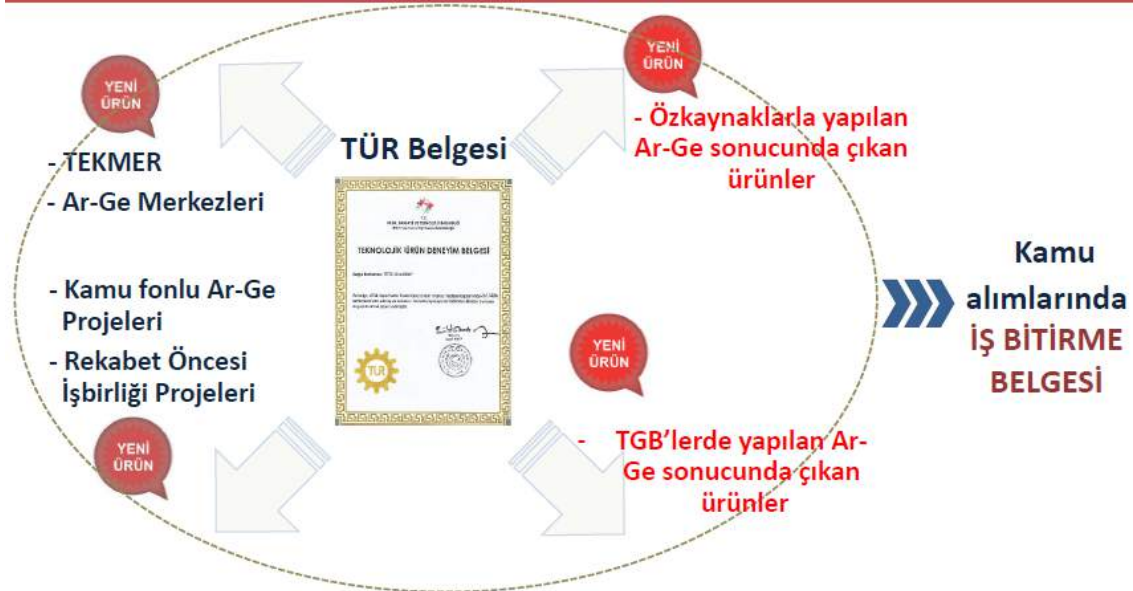 YENİ
ÜRÜN
- TEKMER
- Ar-Ge Merkezleri
- Kamu fonlu Ar-Ge
Projeleri
- Rekabet Öncesi
İşbirliği Projeleri
YENİ
ÜRÜN
TÜR Belgesi
TEKNOLOJİK ÜRÜN DENEYİM BELGESİ
TÜR
YENİ
ÜRÜN
- Özkaynaklarla yapılan
Ar-Ge sonucunda çıkan
ürünler
YENİ
ÜRÜN
- TGB’lerde yapılan Ar-
Ge sonucunda çıkan
ürünler
Kamu
alımlarında
İŞ BİTİRME
BELGESİ